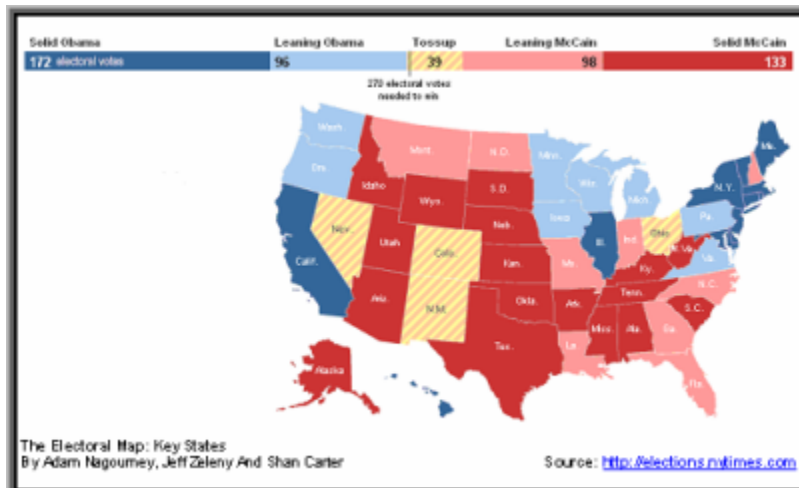 Solid Obama Leaning Obama Tossup Leaning McCain Solid McCain
172 electoral votes 96 39 98 133
270 electoral votes
needed to win
Wash.
Mont.
N.D.
Minn.
Me.
Ore.
Idaho
S.D.
Wis.
Mich.
N.Y.
Wyo.
Iowa
Pa.
Nev.
Neb.
Ohio
Utah
Colo.
Ill.
Ind.
W.Va.
Calif.
Kan.
Mo.
Ky.
Va.
N.C.
Tenn.
Ariz.
N.M.
Okla.
Ark.
S.C.
Tex.
Miss.
Ala.
Ga.
La.
Alaska
Fla.
The Electoral Map: Key States
By Adam Nagourney, Jeff Zeleny And Shan Carter
Source: http://elections.nytimes.com